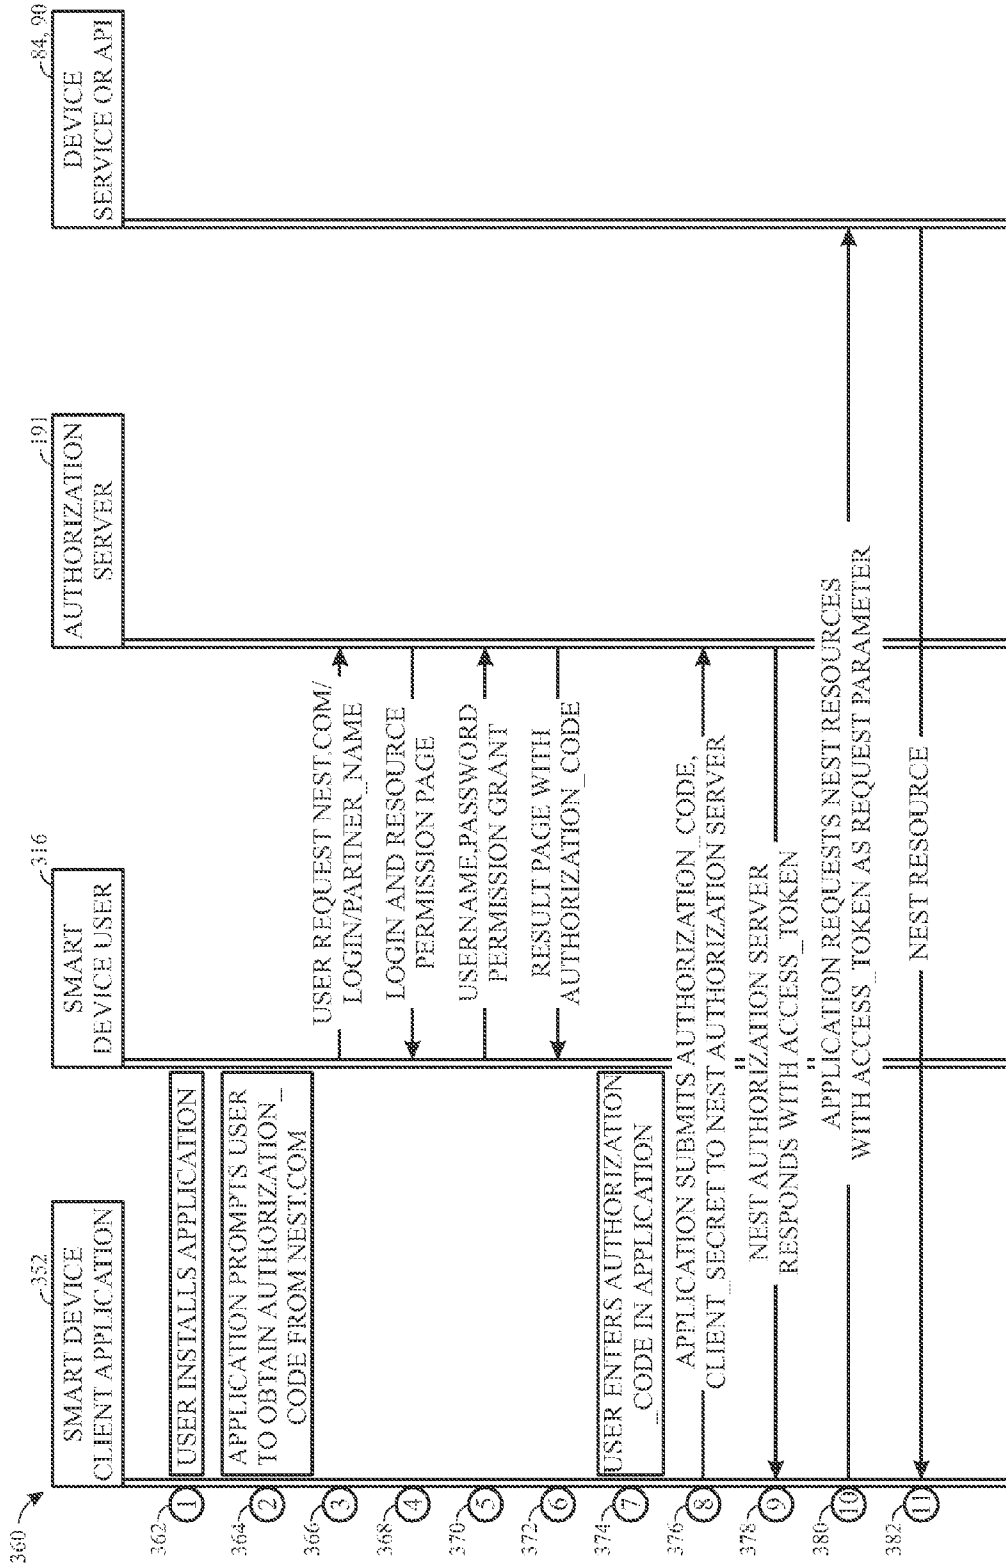 360
SMART DEVICE
CLIENT APPLICATION
352
SMART
DEVICE USER
316
AUTHORIZATION
SERVER
191
DEVICE
SERVICE OR API
84, 90
362
1
USER INSTALLS APPLICATION
364
2
APPLICATION PROMPTS USER
TO OBTAIN AUTHORIZATION_
CODE FROM NEST.COM
366
3
USER REQUEST NEST.COM/
LOGIN/PARTNER_NAME
368
4
LOGIN AND RESOURCE
PERMISSION PAGE
370
5
USERNAME,PASSWORD
PERMISSION GRANT
372
6
RESULT PAGE WITH
AUTHORIZATION_CODE
374
7
USER ENTERS AUTHORIZATION
_CODE IN APPLICATION
376
8
APPLICATION SUBMITS AUTHORIZATION_CODE,
CLIENT_SECRET TO NEST AUTHORIZATION SERVER
378
9
NEST AUTHORIZATION SERVER
RESPONDS WITH ACCESS_TOKEN
380
10
APPLICATION REQUESTS NEST RESOURCES
WITH ACCESS_TOKEN AS REQUEST PARAMETER
382
11
NEST RESOURCE